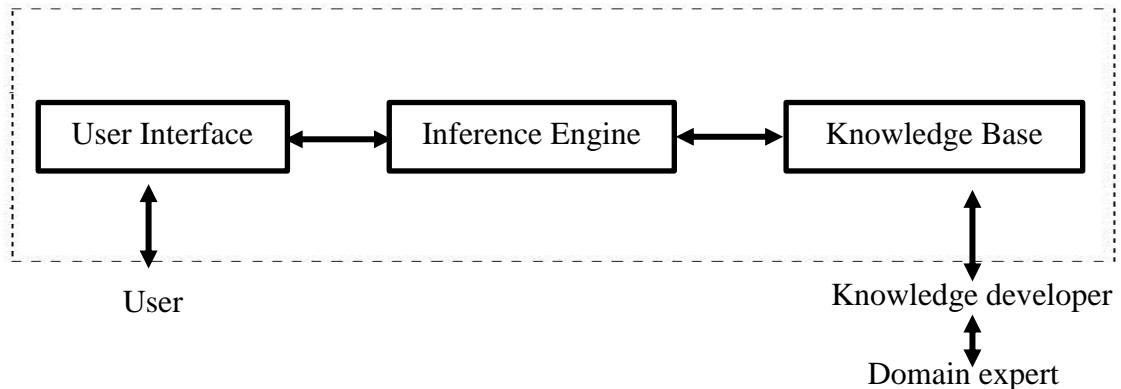 User Interface
Inference Engine
Knowledge Base
User
Knowledge developer
Domain expert